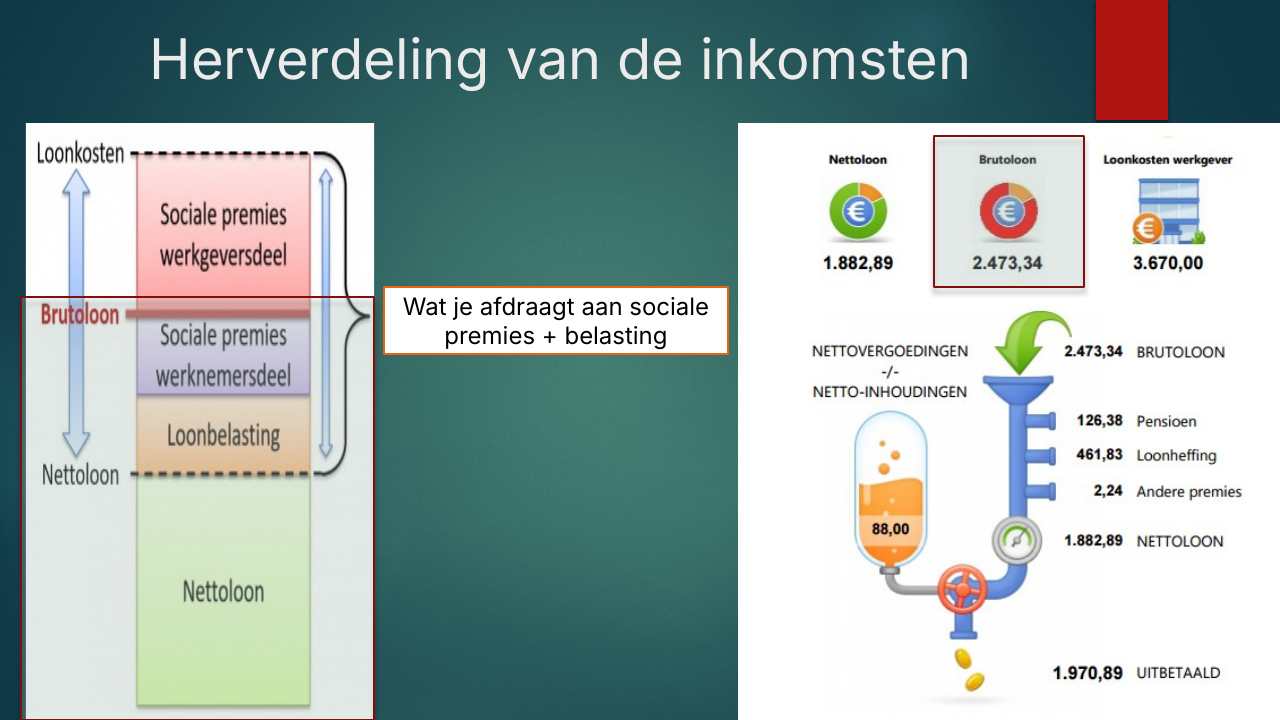 Herverdeling van de inkomsten
Loonkosten
Sociale premies
werkgeversdeel
Brutoloon
Sociale premies
werknemersdeel
Loonbelasting
Nettoloon
Nettoloon
Wat je afdraagt aan sociale
premies + belasting
Nettoloon
Brutoloon
Loonkosten werkgever
1.882,89
2.473,34
3.670,00
NETTOVERGOEDINGEN
-/-
NETTO-INHOUDINGEN
88,00
2.473,34 BRUTOLOON
126,38 Pensioen
461,83 Loonheffing
2,24 Andere premies
1.882,89 NETTOLOON
1.970,89 UITBETAALD